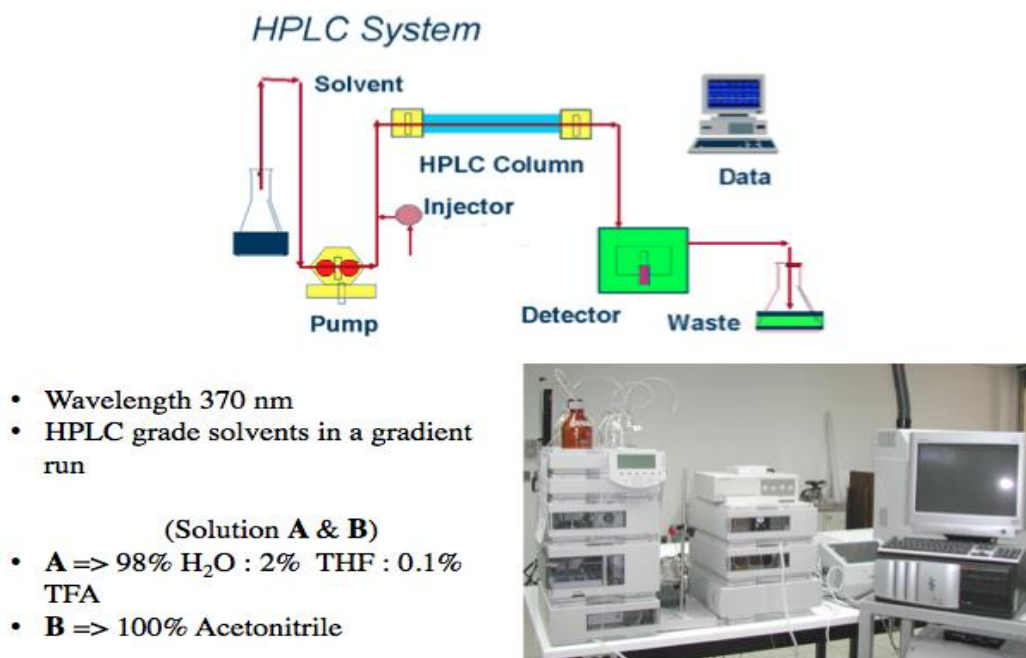 HPLC System
Solvent
HPLC Column
Data
Injector
Pump
Detector
Waste
• Wavelength 370 nm
• HPLC grade solvents in a gradient
run
(Solution A & B)
• A => 98% H₂O : 2% THF : 0.1%
TFA
• B => 100% Acetonitrile